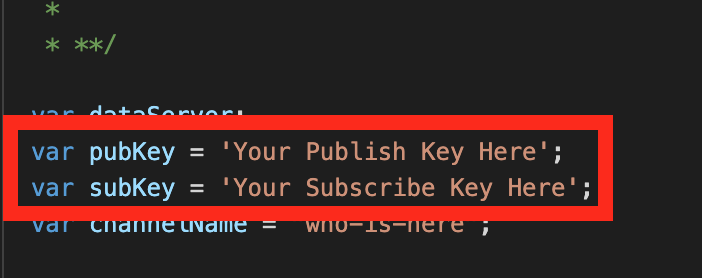 *
* **/
var dataServer;
var pubKey = 'Your Publish Key Here';
var subKey = 'Your Subscribe Key Here';
var channelName = "who-is-here";